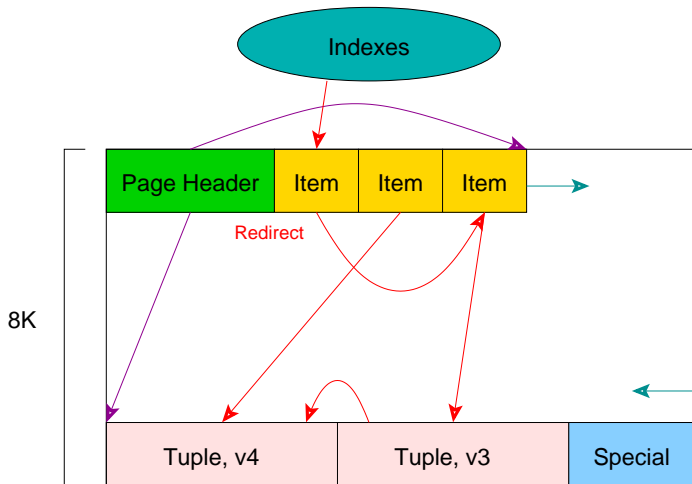 Indexes
Page Header
Item
Item
Item
Redirect
8K
Tuple, v4
Tuple, v3
Special